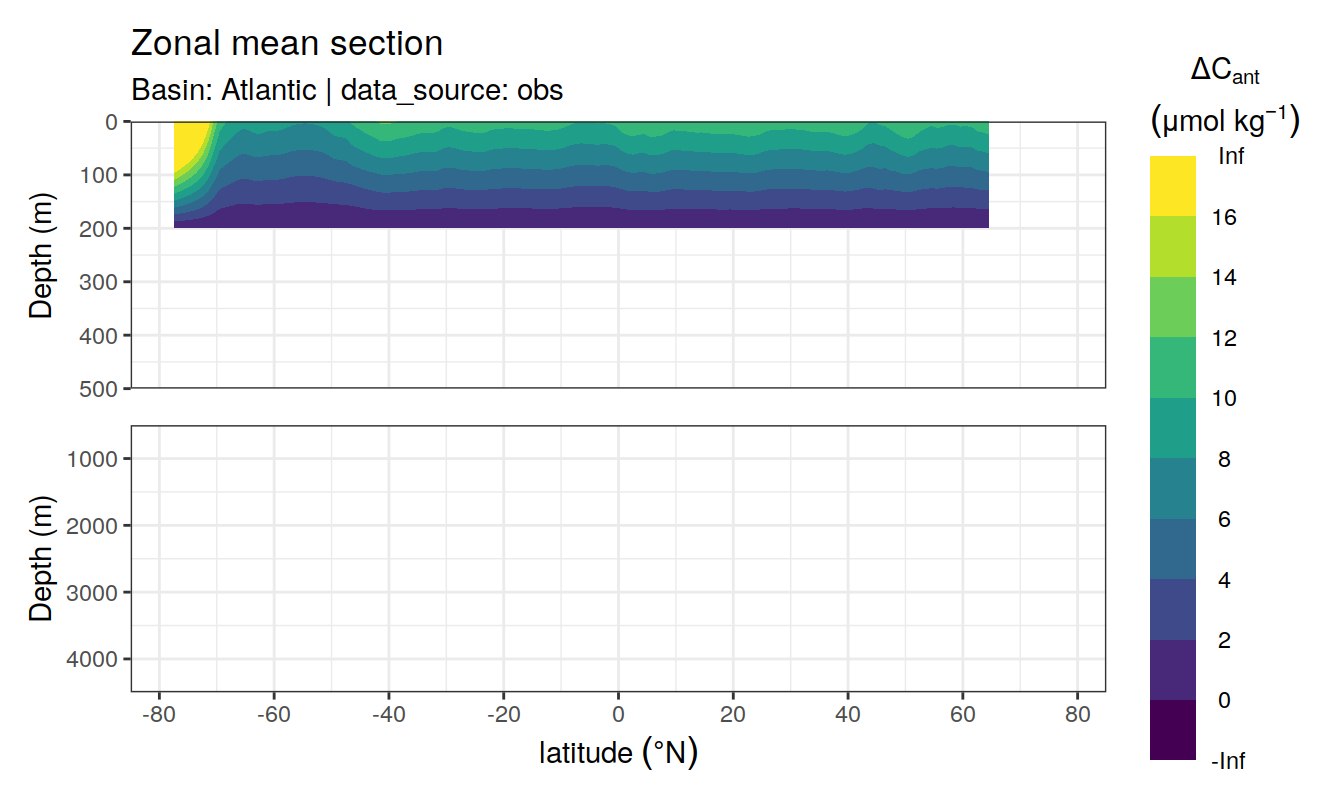 Zonal mean section
Basin: Atlantic | data_source: obs
Depth (m)
0
100
200
300
400
500
Depth (m)
1000
2000
3000
4000
-80 -60 -40 -20 0 20 40 60 80
latitude (°N)
ΔCant
(μmol kg⁻¹)
Inf
16
14
12
10
8
6
4
2
0
-Inf